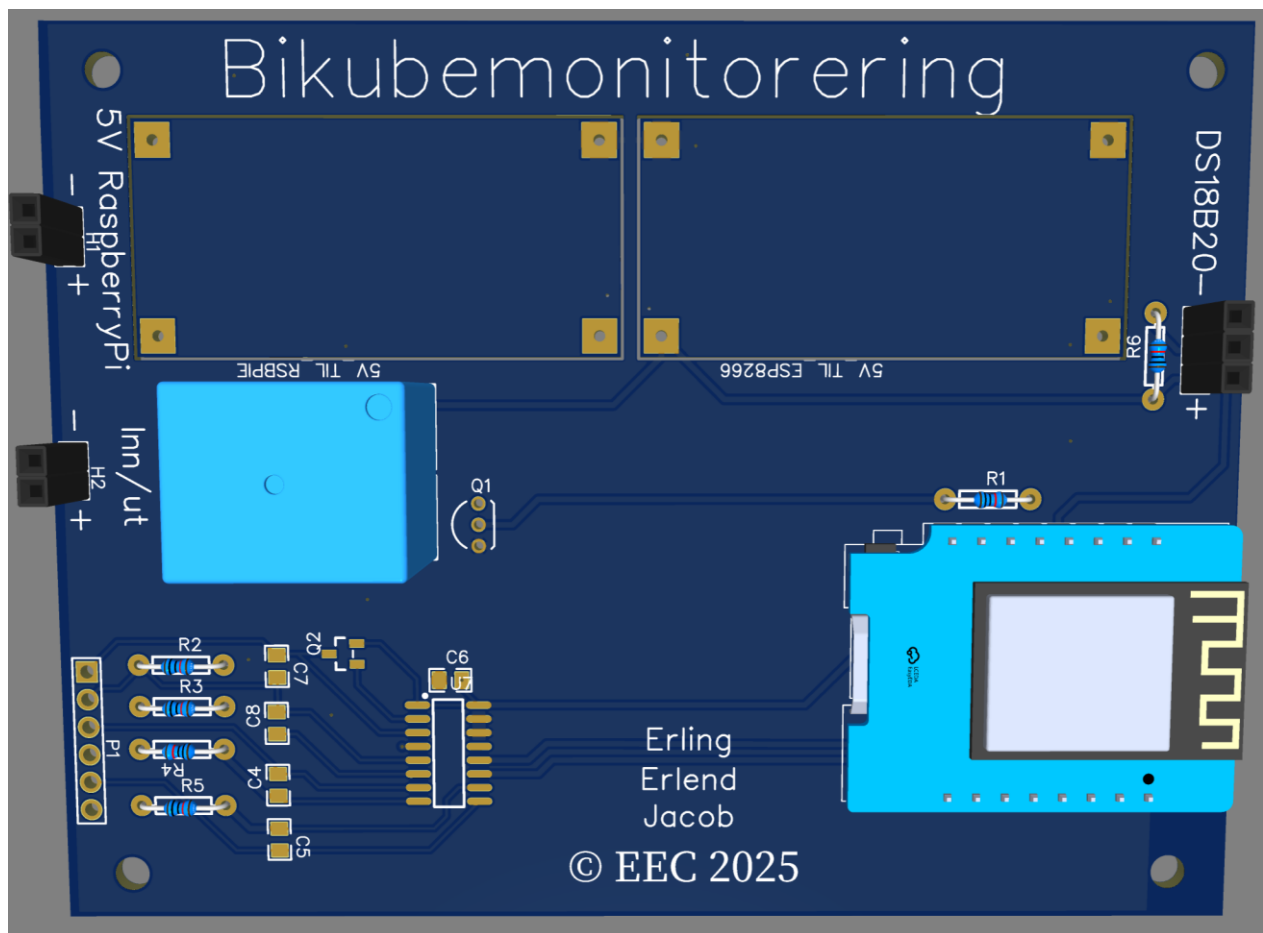 Bikubemonitorering
5V RaspberryPi
DS18B20
-
-
H1
+
5V TIL RSBPIE
5V TIL ESP8266
R6
+
-
Inn/ut
H2
+
Q1
R1
R2
Q2
C6
C7
U7
R3
C8
P1
R4
C4
R5
C5
Erling
Erlend
Jacob
© EEC 2025